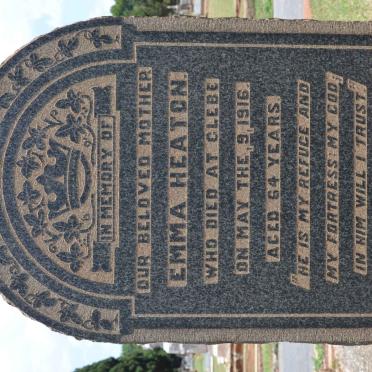 IN MEMORY OF
OUR BELOVED MOTHER
EMMA HEATON
WHO DIED AT GLEBE
ON MAY THE 9, 1916.
AGED 64 YEARS
"HE IS MY REFUGE AND
MY FORTRESS: MY GOD;
IN HIM WILL I TRUST"